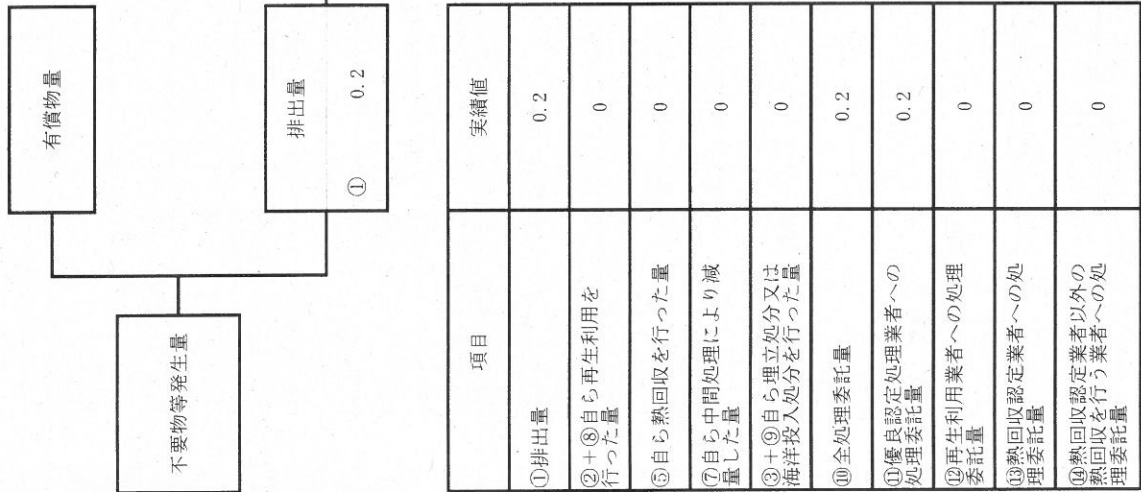 有償物量
不要物等発生量
排出量
① 0.2
項目 実績値
①排出量 0.2
②+⑧自ら再生利用を
行った量 0
⑤自ら熱回収を行った量 0
⑦自ら中間処理により減
量した量 0
③+⑨自ら埋立処分又は
海洋投入処分を行った量 0
⑩全処理委託量 0.2
⑪優良認定処理業者への
処理委託量 0.2
⑫再生利用業者への処理
委託量 0
⑬熱回収認定業者への処
理委託量 0
⑭熱回収認定業者以外の
熱回収を行う業者への処
理委託量 0